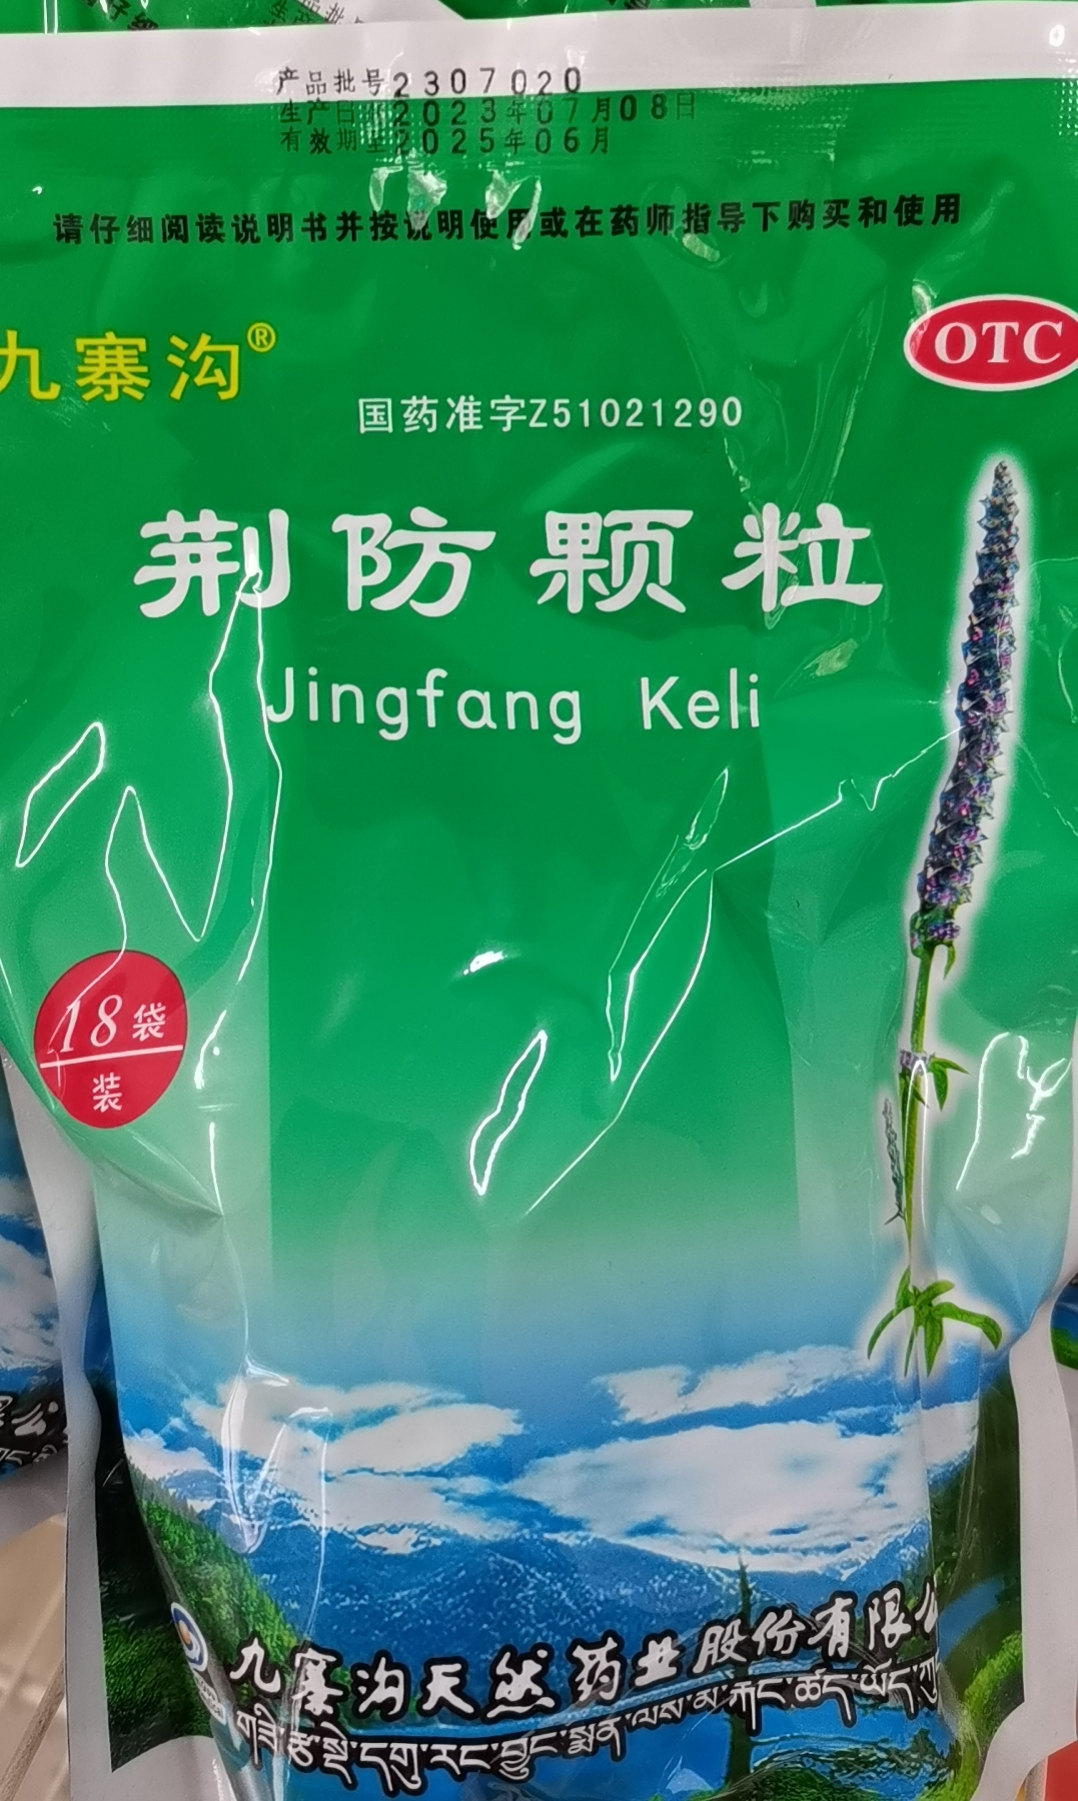 产品批号2307020
生产日期2023年07月08日
有效期至2025年06月
请仔细阅读说明书并按说明使用或在药师指导下购买和使用
九寨沟®
OTC
国药准字Z51021290
荆防颗粒
Jingfang Keli
18袋
装
九寨沟天然药业股份有限公